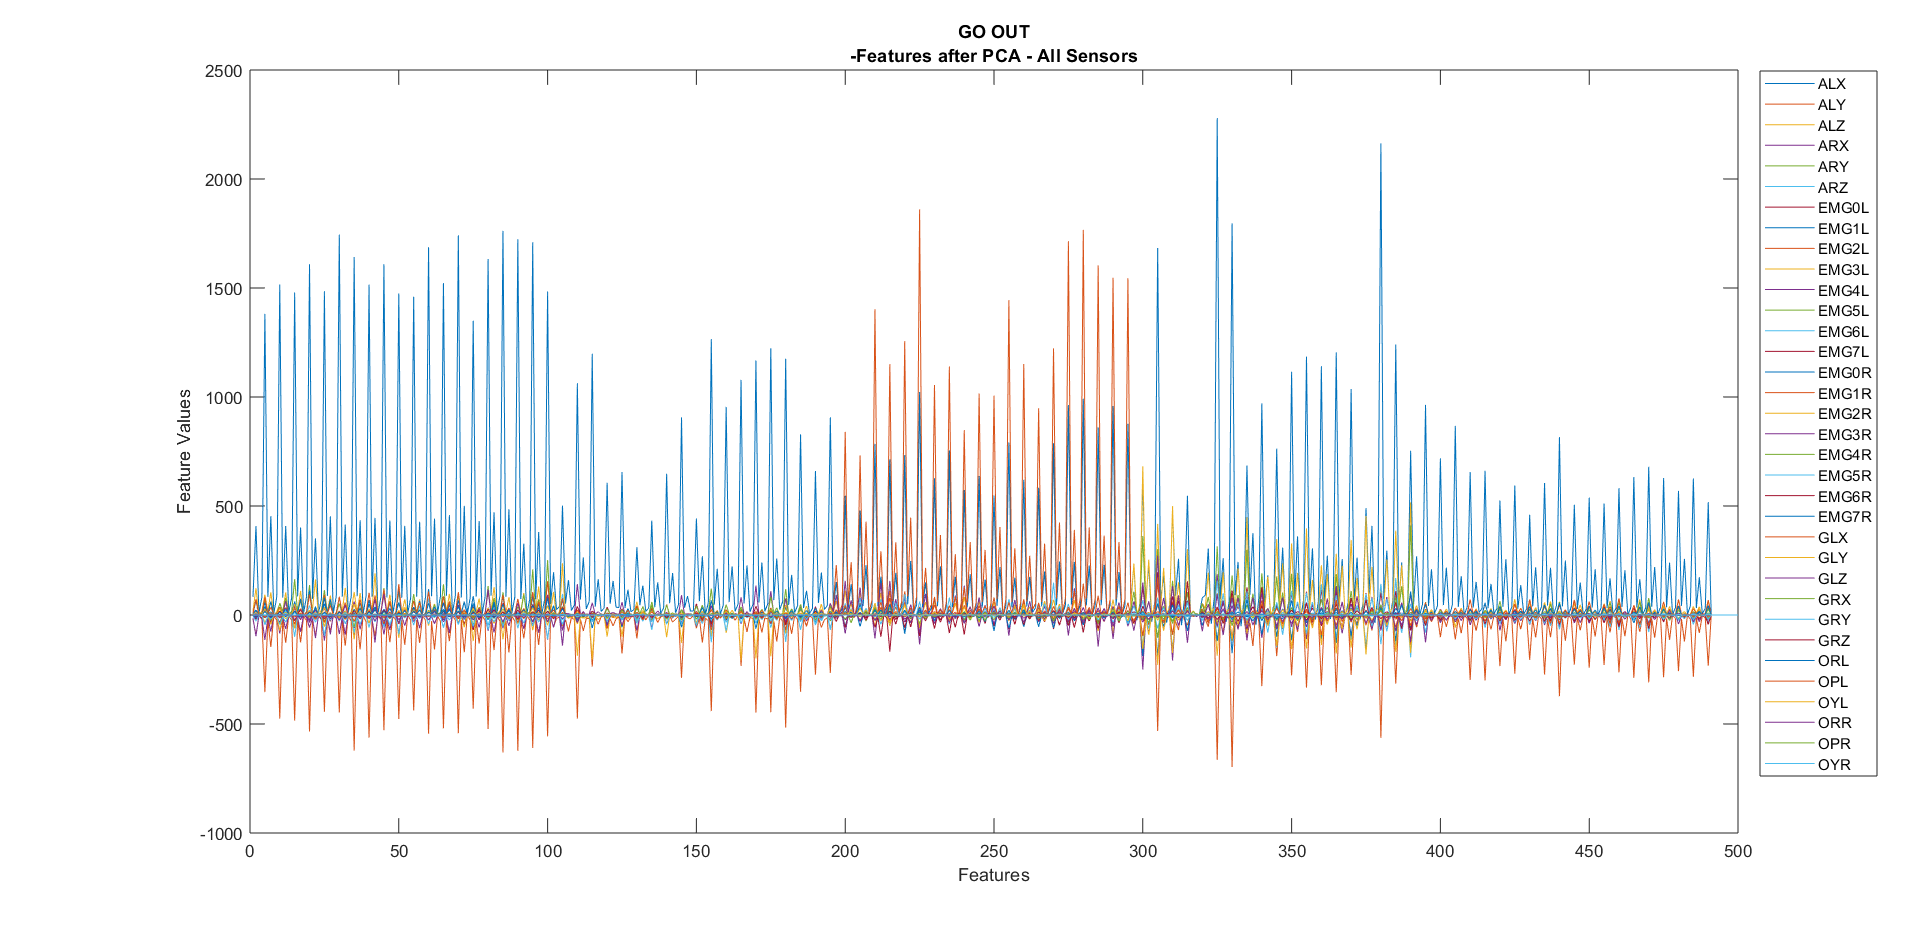 GO OUT
-Features after PCA - All Sensors
2500
2000
1500
1000
500
0
-500
-1000
Feature Values
0 50 100 150 200 250 300 350 400 450 500
Features
ALX
ALY
ALZ
ARX
ARY
ARZ
EMG0L
EMG1L
EMG2L
EMG3L
EMG4L
EMG5L
EMG6L
EMG7L
EMG0R
EMG1R
EMG2R
EMG3R
EMG4R
EMG5R
EMG6R
EMG7R
GLX
GLY
GLZ
GRX
GRY
GRZ
ORL
OPL
OYL
ORR
OPR
OYR